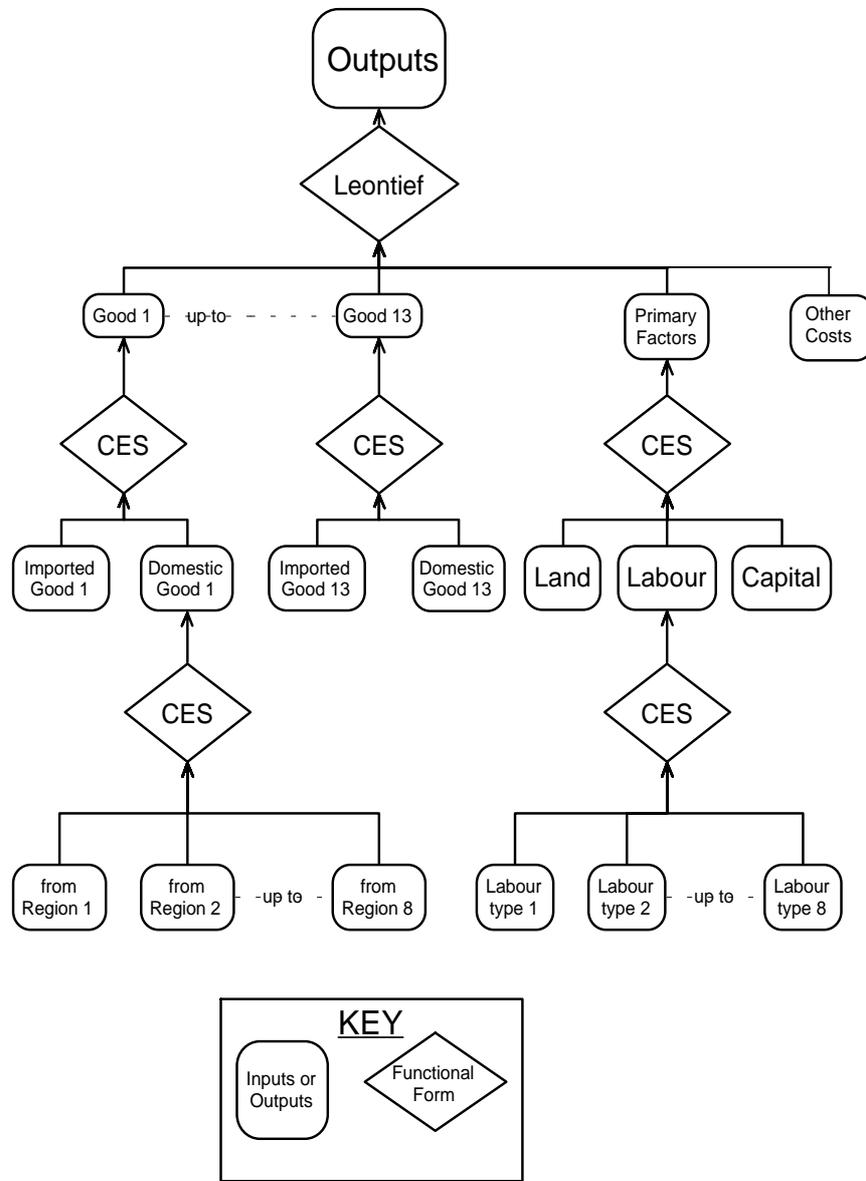 Outputs
Leontief
Good 1
up to
Good 13
Primary
Factors
Other
Costs
CES
CES
CES
Imported
Good 1
Domestic
Good 1
Imported
Good 13
Domestic
Good 13
Land
Labour
Capital
CES
CES
from
Region 1
from
Region 2
up to
from
Region 8
Labour
type 1
Labour
type 2
up to
Labour
type 8
KEY
Inputs or
Outputs
Functional
Form